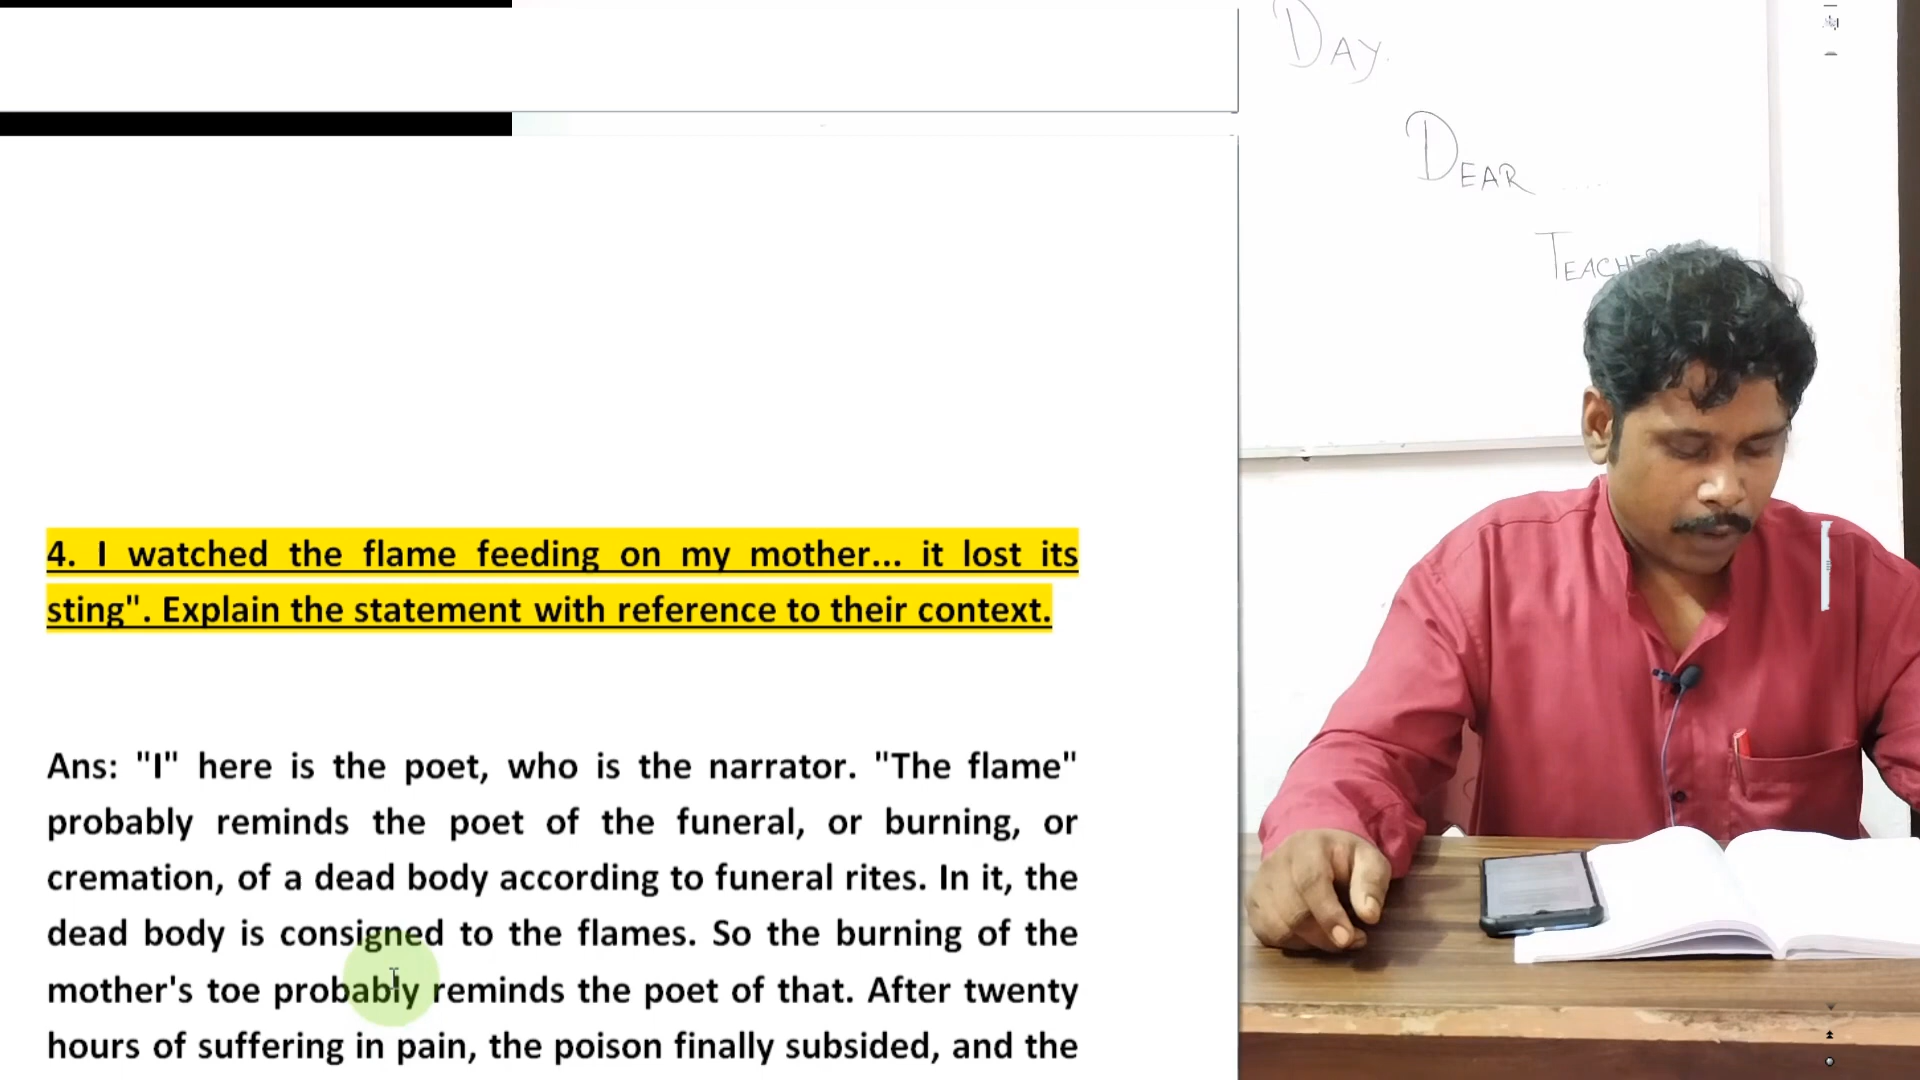 DAY.
DEAR .....
TEACHER
4. I watched the flame feeding on my mother... it lost its
sting". Explain the statement with reference to their context.
Ans: "I" here is the poet, who is the narrator. "The flame"
probably reminds the poet of the funeral, or burning, or
cremation, of a dead body according to funeral rites. In it, the
dead body is consigned to the flames. So the burning of the
mother's toe probably reminds the poet of that. After twenty
hours of suffering in pain, the poison finally subsided, and the